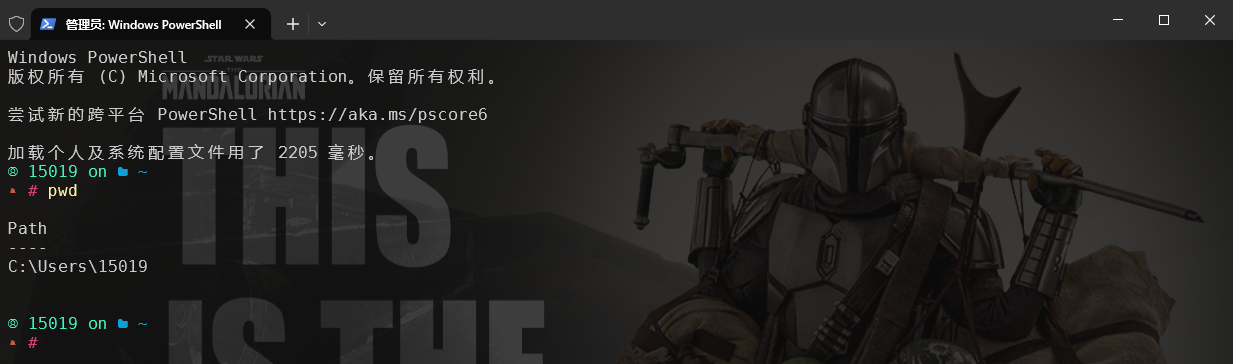 管理员: Windows PowerShell
Windows PowerShell
版权所有 (C) Microsoft Corporation。保留所有权利。
尝试新的跨平台 PowerShell https://aka.ms/pscore6
加载个人及系统配置文件用了 2205 毫秒。
15019 on ~
# pwd
Path
----
C:\Users\15019
15019 on ~
#
STAR WARS
THE
MANDALORIAN
THIS
IS THE